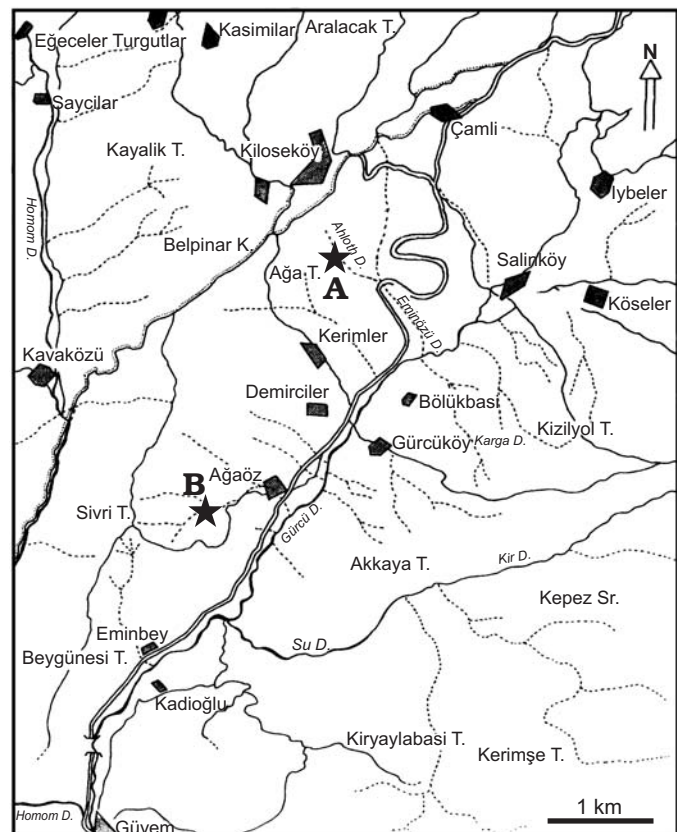 Eğeceler Turgutlar
Kasimilar
Aralacak T.
N
Saycilar
Çamli
Kayalik T.
Kiloseköy
Iybeler
Homom D.
Belpinar K.
Ahloth D.
Ağa T.
A
Salinköy
Köseler
Eminözü D.
Kerimler
Kavaközü
Demirciler
Bölükbasi
Kizilyol T.
Gürcüköy
Karga D.
B
Ağaöz
Sivri T.
Gürcü D.
Akkaya T.
Kir D.
Kepez Sr.
Eminbey
Su D.
Beygünesi T.
Kadioğlu
Kiryaylabasi T.
Kerimşe T.
1 km
Homom D.
Güvem